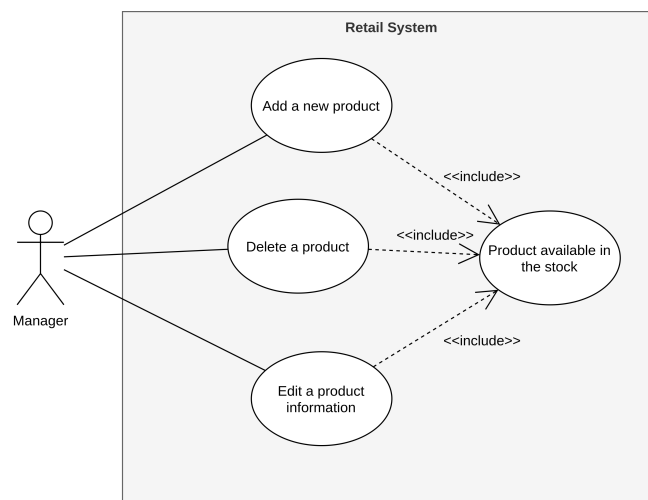 Retail System
Add a new product
<<include>>
Delete a product
<<include>>
Product available in
the stock
Manager
<<include>>
Edit a product
information